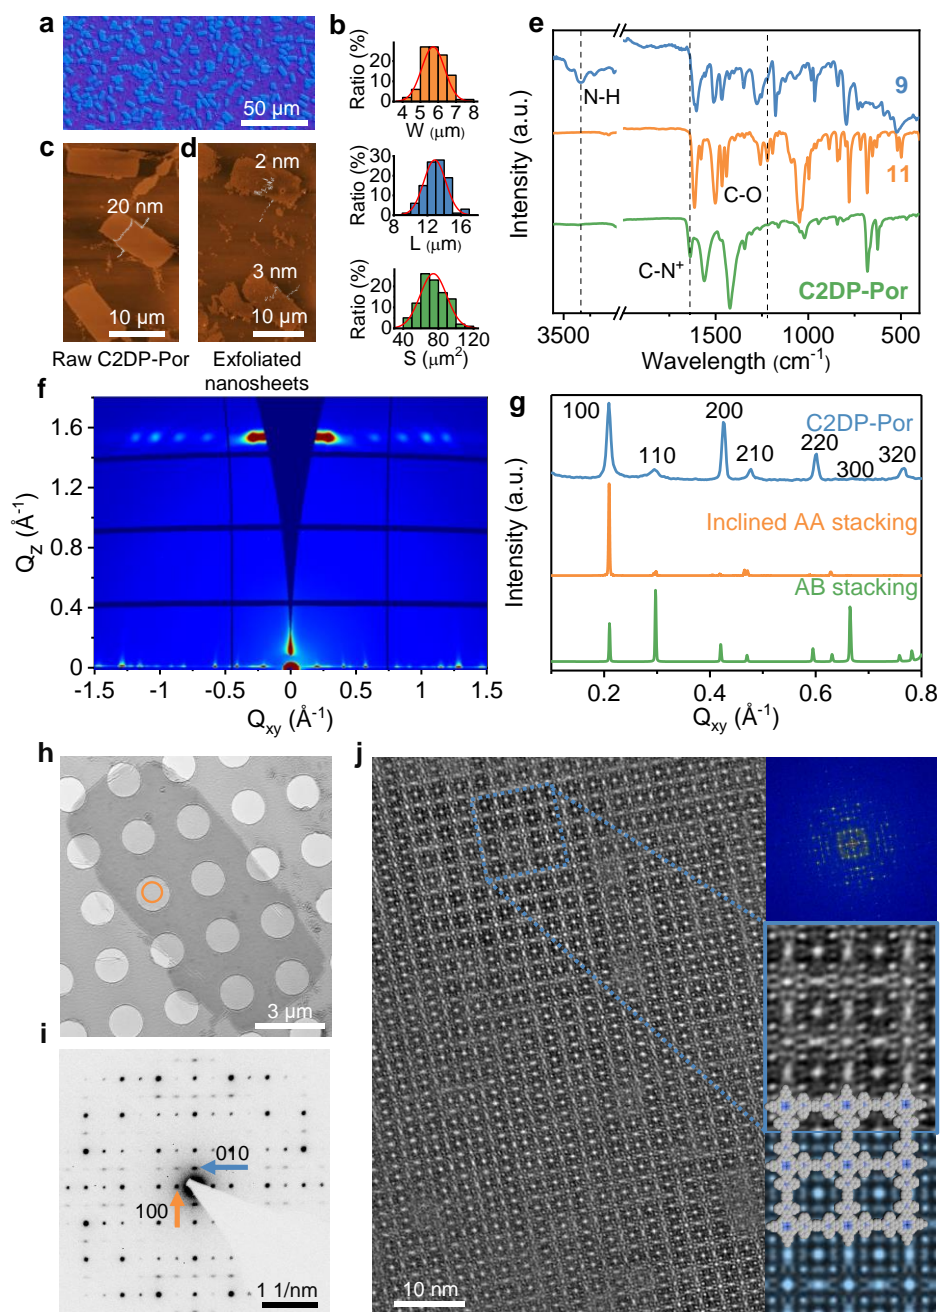 a
50 μm
b
Ratio (%)
20
10
0
4 5 6 7 8
W (μm)
Ratio (%)
30
20
10
0
8 12 16
L (μm)
Ratio (%)
20
10
0
40 80 120
S (μm²)
c
20 nm
10 μm
Raw C2DP-Por
d
2 nm
3 nm
10 μm
Exfoliated
nanosheets
e
Intensity (a.u.)
N-H
9
11
C-O
C-N⁺
C2DP-Por
3500 1500 1000 500
Wavelength (cm⁻¹)
f
Q_Z (Å⁻¹)
1.6
1.2
0.8
0.4
0
-1.5 -1 -0.5 0 0.5 1 1.5
Q_xy (Å⁻¹)
g
Intensity (a.u.)
100
110
200
210
220
300
320
C2DP-Por
Inclined AA stacking
AB stacking
0.2 0.4 0.6 0.8
Q_xy (Å⁻¹)
h
3 μm
i
010
100
1 1/nm
j
10 nm